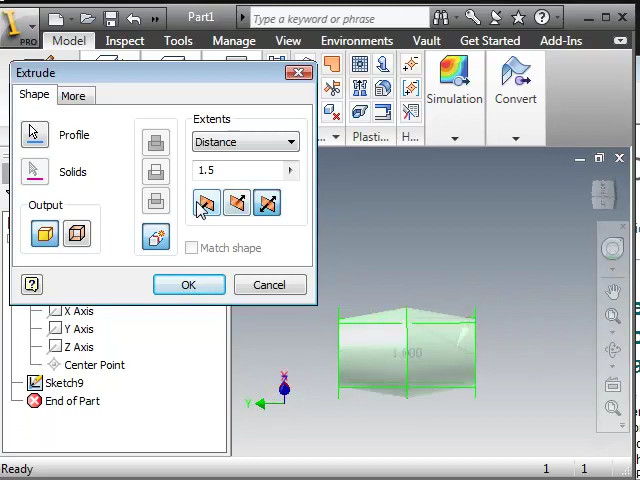 Part1
Type a keyword or phrase
PRO
Model Inspect Tools Manage View Environments Vault Get Started Add-Ins
Extrude
Shape More
Profile
Solids
Output
Extents
Distance
1.5
Match shape
OK Cancel
Plasti...
Simulation
Convert
X Axis
Y Axis
Z Axis
Center Point
Sketch9
End of Part
Y
X
Ready 1 1